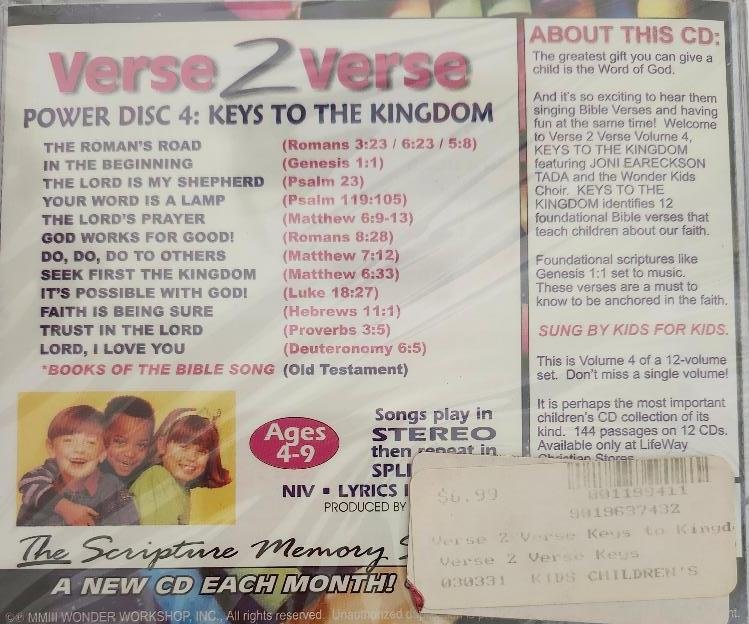 Verse 2 Verse
POWER DISC 4: KEYS TO THE KINGDOM
THE ROMAN'S ROAD (Romans 3:23 / 6:23 / 5:8)
IN THE BEGINNING (Genesis 1:1)
THE LORD IS MY SHEPHERD (Psalm 23)
YOUR WORD IS A LAMP (Psalm 119:105)
THE LORD'S PRAYER (Matthew 6:9-13)
GOD WORKS FOR GOOD! (Romans 8:28)
DO, DO, DO TO OTHERS (Matthew 7:12)
SEEK FIRST THE KINGDOM (Matthew 6:33)
IT'S POSSIBLE WITH GOD! (Luke 18:27)
FAITH IS BEING SURE (Hebrews 11:1)
TRUST IN THE LORD (Proverbs 3:5)
LORD, I LOVE YOU (Deuteronomy 6:5)
*BOOKS OF THE BIBLE SONG (Old Testament)
Ages
4-9
Songs play in
STEREO
then repeat in
SPLI
NIV ▪ LYRICS
PRODUCED BY
The Scripture Memory
A NEW CD EACH MONTH!
©℗ MMIII WONDER WORKSHOP, INC., All rights reserved. Unauthorized
ABOUT THIS CD:
The greatest gift you can give a
child is the Word of God.
And it's so exciting to hear them
singing Bible Verses and having
fun at the same time! Welcome
to Verse 2 Verse Volume 4,
KEYS TO THE KINGDOM
featuring JONI EARECKSON
TADA and the Wonder Kids
Choir. KEYS TO THE
KINGDOM identifies 12
foundational Bible verses that
teach children about our faith.
Foundational scriptures like
Genesis 1:1 set to music.
These verses are a must to
know to be anchored in the faith.
SUNG BY KIDS FOR KIDS.
This is Volume 4 of a 12-volume
set. Don't miss a single volume!
It is perhaps the most important
children's CD collection of its
kind. 144 passages on 12 CDs.
Available only at LifeWay
Christian Stores
$6.99
001199411
9019637432
Verse 2 Verse Keys to Kingd
Verse 2 Verse Keys
030331 KIDS CHILDREN'S